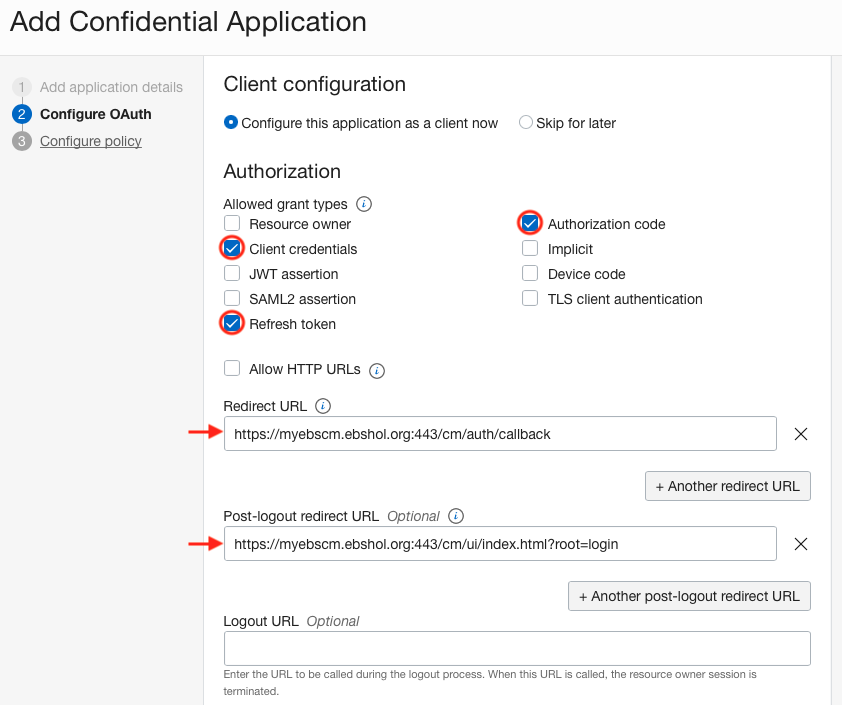 Add Confidential Application
1 Add application details
2 Configure OAuth
3 Configure policy
Client configuration
Configure this application as a client now Skip for later
Authorization
Allowed grant types i
Resource owner Authorization code
Client credentials Implicit
JWT assertion Device code
SAML2 assertion TLS client authentication
Refresh token
Allow HTTP URLs i
Redirect URL i
https://myebscm.ebshol.org:443/cm/auth/callback
+ Another redirect URL
Post-logout redirect URL Optional i
https://myebscm.ebshol.org:443/cm/ui/index.html?root=login
+ Another post-logout redirect URL
Logout URL Optional
Enter the URL to be called during the logout process. When this URL is called, the resource owner session is
terminated.